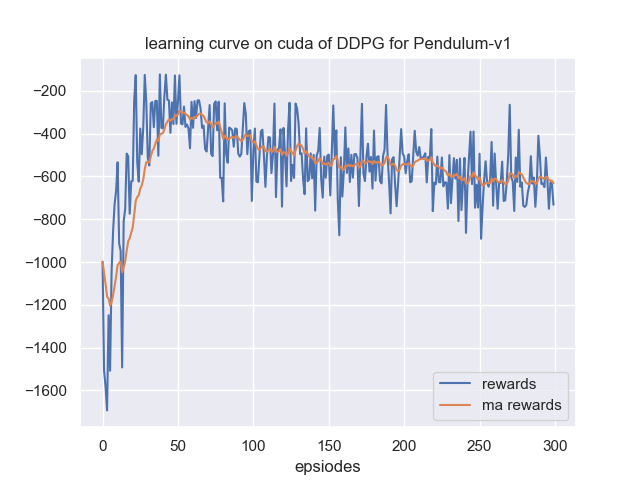 learning curve on cuda of DDPG for Pendulum-v1
−200
−400
−600
−800
−1000
−1200
−1400
−1600
rewards
ma rewards
0 50 100 150 200 250 300
epsiodes